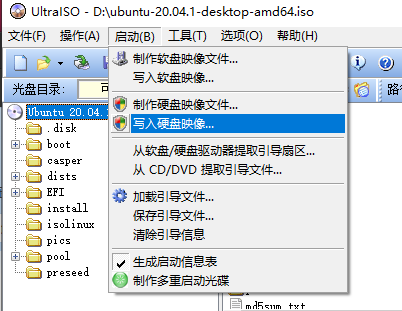 UltraISO - D:\ubuntu-20.04.1-desktop-amd64.iso
文件(F) 操作(A) 启动(B) 工具(T) 选项(O) 帮助(H)
制作软盘映像文件...
写入软盘映像...
光盘目录: 可
制作硬盘映像文件...
写入硬盘映像...
从软盘/硬盘驱动器提取引导扇区...
从 CD/DVD 提取引导文件...
加载引导文件...
保存引导文件...
清除引导信息
生成启动信息表
制作多重启动光碟
Ubuntu 20.04.
.disk
boot
casper
dists
EFI
install
isolinux
pics
pool
preseed
路径
md5sum.txt